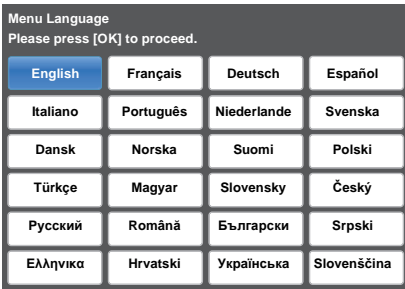 Menu Language
Please press [OK] to proceed.
English Français Deutsch Español
Italiano Português Niederlande Svenska
Dansk Norska Suomi Polski
Türkçe Magyar Slovensky Český
Русский Română Български Srpski
Ελληνικα Hrvatski Українська Slovenščina